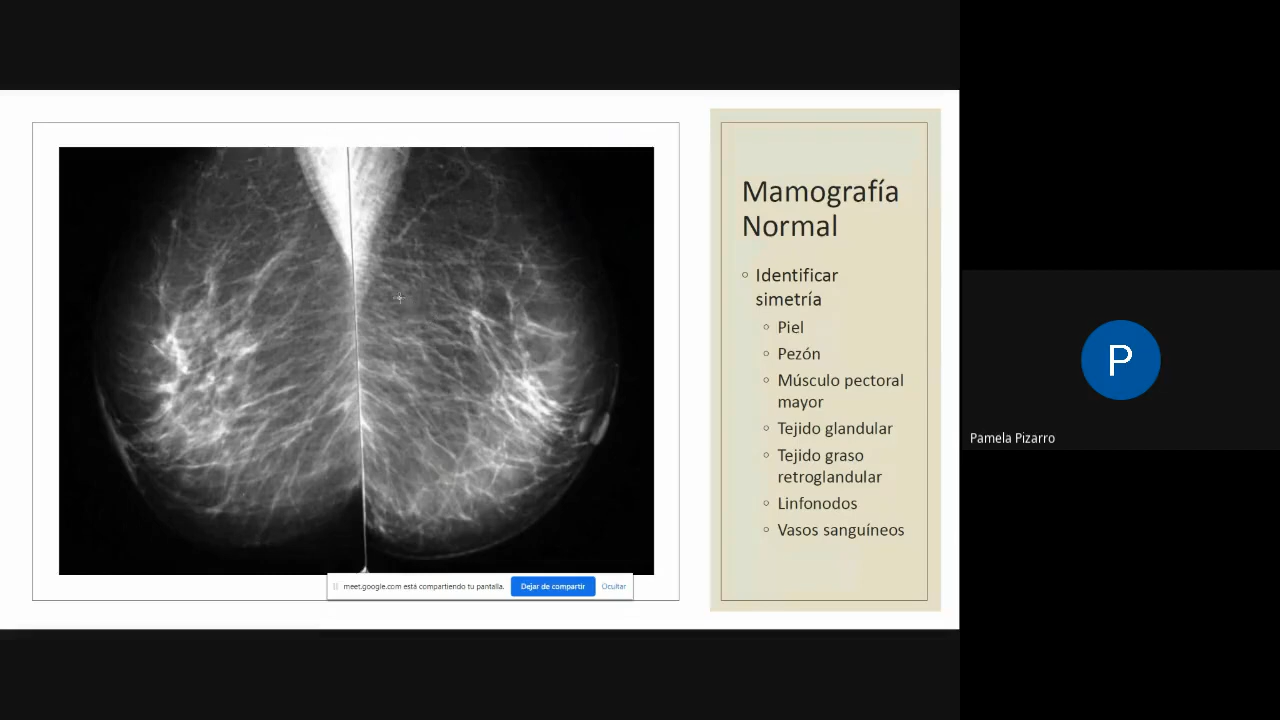 Mamografía
Normal
Identificar
simetría
Piel
Pezón
Músculo pectoral
mayor
Tejido glandular
Tejido graso
retroglandular
Linfonodos
Vasos sanguíneos
meet.google.com está compartiendo tu pantalla.
Dejar de compartir
Ocultar
P
Pamela Pizarro